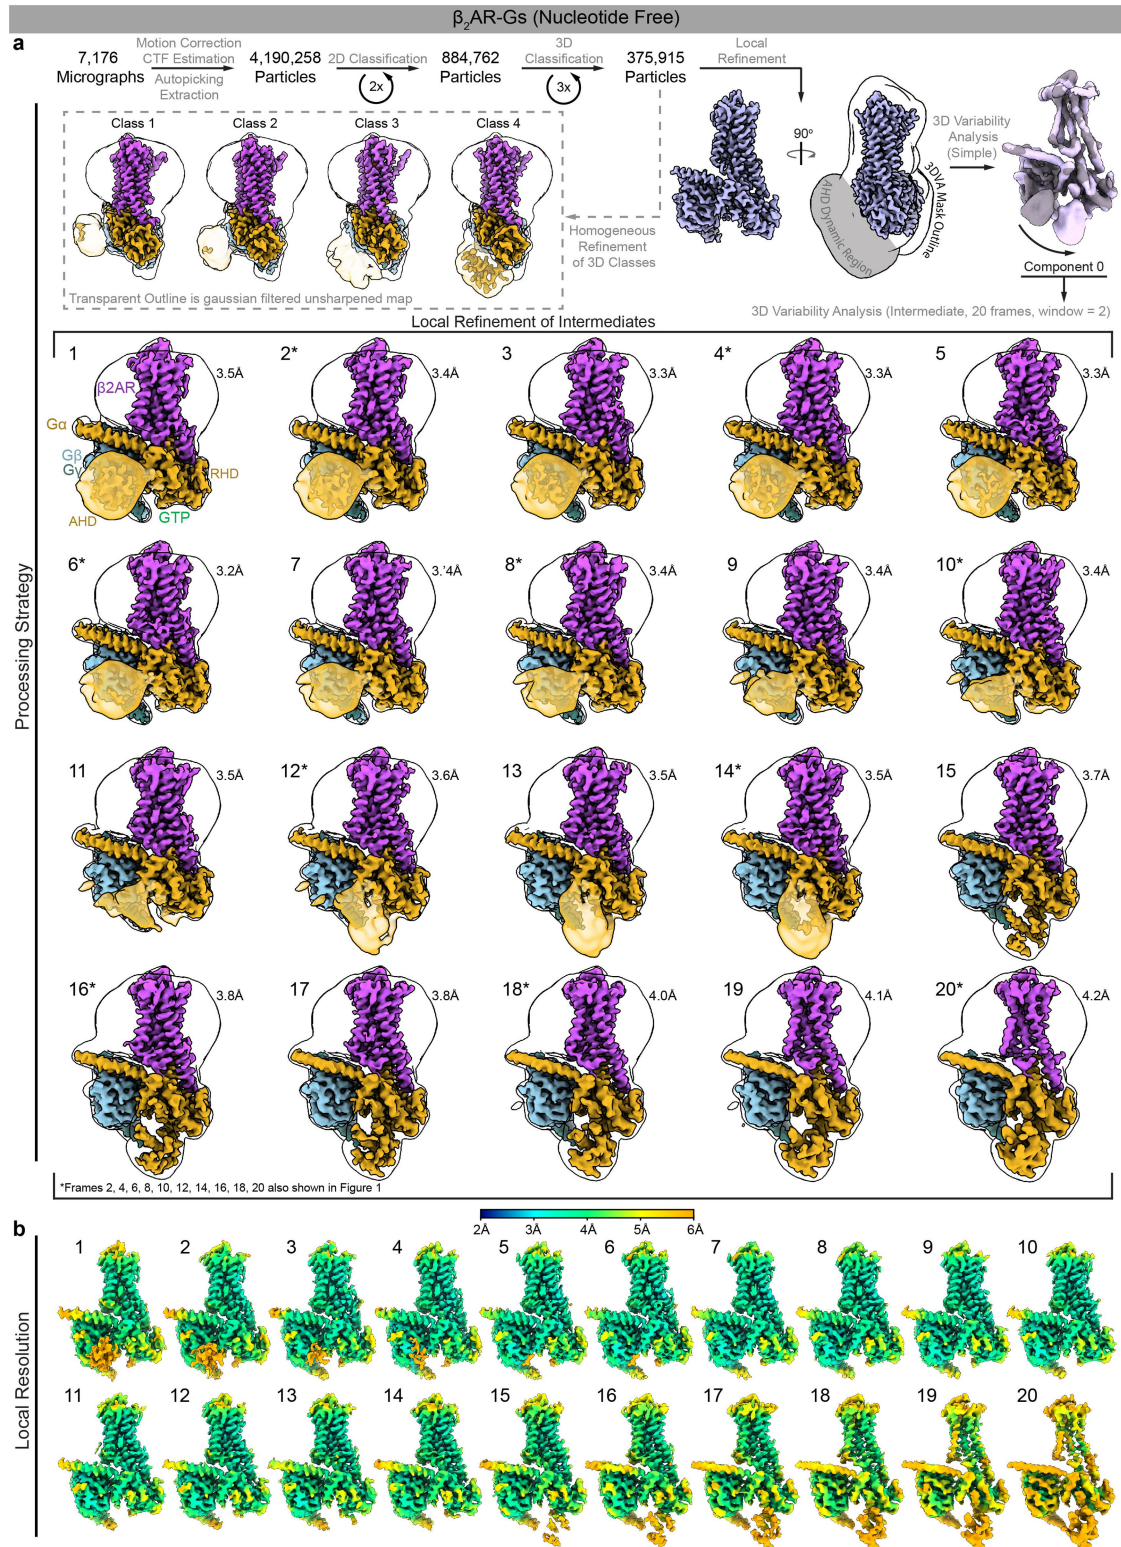 β₂AR-Gs (Nucleotide Free)
a
7,176
Micrographs
Motion Correction
CTF Estimation
Autopicking
Extraction
4,190,258
Particles
2D Classification
2x
884,762
Particles
3D
Classification
3x
375,915
Particles
Local
Refinement
90º
AHD Dynamic Region
3DVA Mask Outline
3D Variability
Analysis
(Simple)
Component 0
3D Variability Analysis (Intermediate, 20 frames, window = 2)
Class 1
Class 2
Class 3
Class 4
Transparent Outline is gaussian filtered unsharpened map
Homogeneous
Refinement
of 3D Classes
Processing Strategy
Local Refinement of Intermediates
1
3.5Å
2*
3.4Å
3
3.3Å
4*
3.3Å
5
3.3Å
β2AR
Gα
Gβ
Gγ
RHD
AHD
GTP
6*
3.2Å
7
3.'4Å
8*
3.4Å
9
3.4Å
10*
3.4Å
11
3.5Å
12*
3.6Å
13
3.5Å
14*
3.5Å
15
3.7Å
16*
3.8Å
17
3.8Å
18*
4.0Å
19
4.1Å
20*
4.2Å
*Frames 2, 4, 6, 8, 10, 12, 14, 16, 18, 20 also shown in Figure 1
b
2Å 3Å 4Å 5Å 6Å
Local Resolution
1 2 3 4 5 6 7 8 9 10
11 12 13 14 15 16 17 18 19 20